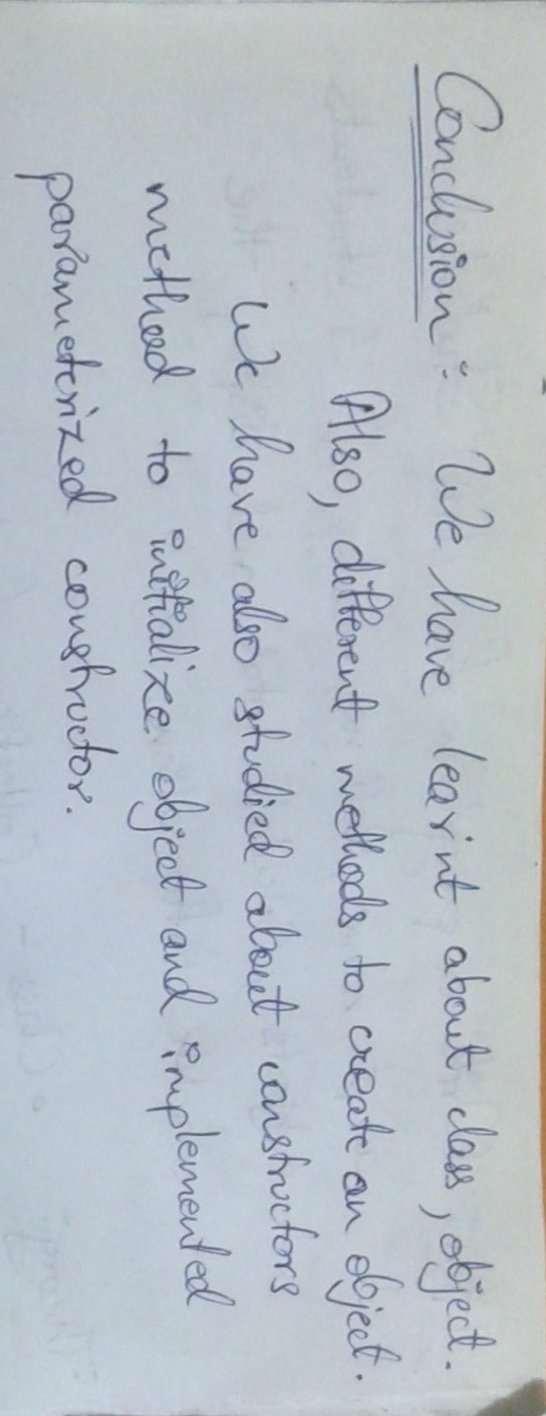 Conclusion : We have learnt about class, object.
Also, different methods to create an object.
We have also studied about constructors
method to initialize object and implemented
parameterized constructor.